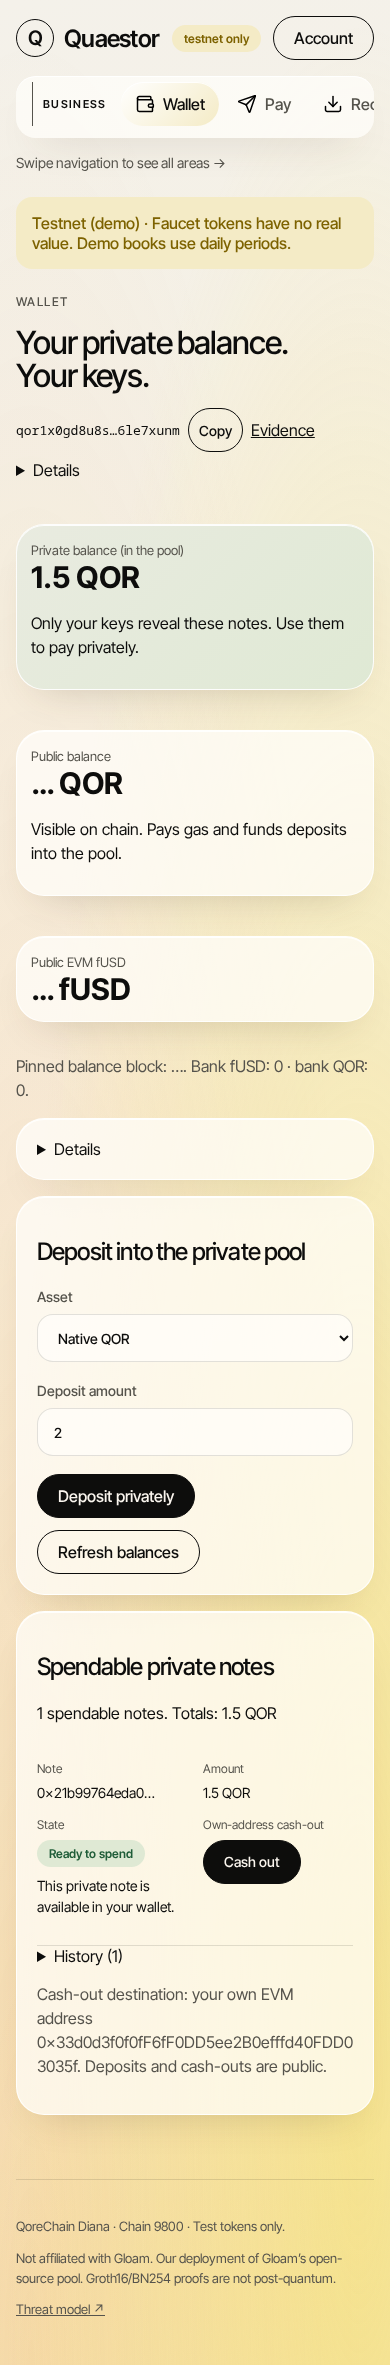 Q Quaestor testnet only Account
BUSINESS Wallet Pay Rec
Swipe navigation to see all areas →
Testnet (demo) · Faucet tokens have no real
value. Demo books use daily periods.
WALLET
Your private balance.
Your keys.
qor1x0gd8u8s…6le7xunm Copy Evidence
Details
Private balance (in the pool)
1.5 QOR
Only your keys reveal these notes. Use them
to pay privately.
Public balance
… QOR
Visible on chain. Pays gas and funds deposits
into the pool.
Public EVM fUSD
… fUSD
Pinned balance block: …. Bank fUSD: 0 · bank QOR:
0.
Details
Deposit into the private pool
Asset
Native QOR
Deposit amount
2
Deposit privately
Refresh balances
Spendable private notes
1 spendable notes. Totals: 1.5 QOR
Note
0×21b99764eda0…
Amount
1.5 QOR
State
Ready to spend
This private note is
available in your wallet.
Own-address cash-out
Cash out
History (1)
Cash-out destination: your own EVM
address
0×33d0d3f0f0fF6fF0DD5ee2B0efffd40FDD0
3035f. Deposits and cash-outs are public.
QoreChain Diana · Chain 9800 · Test tokens only.
Not affiliated with Gloam. Our deployment of Gloam's open-
source pool. Groth16/BN254 proofs are not post-quantum.
Threat model ↗